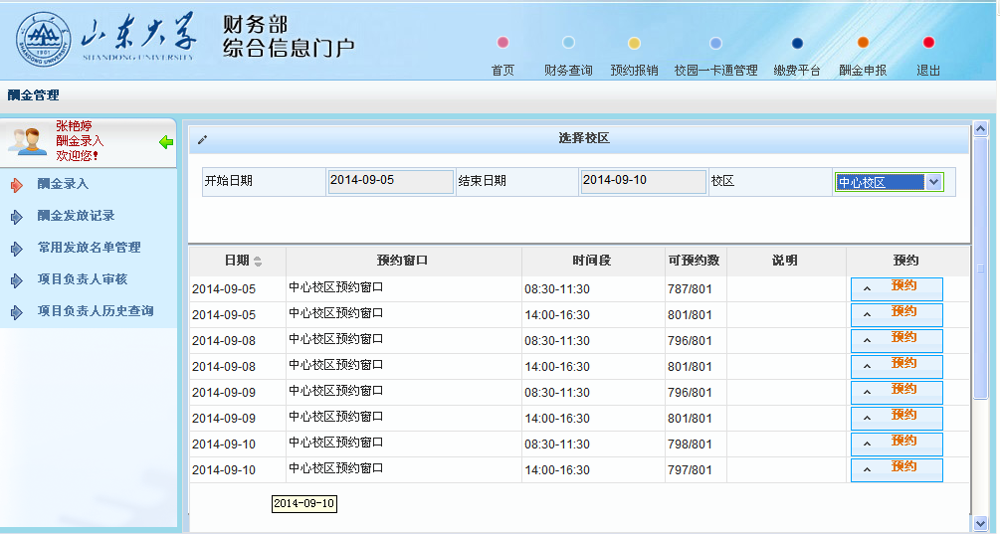 山东大学
SHANDONG UNIVERSITY
财务部
综合信息门户
首页 财务查询 预约报销 校园一卡通管理 缴费平台 酬金申报 退出
酬金管理
张艳婷
酬金录入
欢迎您!
酬金录入
酬金发放记录
常用发放名单管理
项目负责人审核
项目负责人历史查询
选择校区
开始日期 2014-09-05 结束日期 2014-09-10 校区 中心校区
日期 预约窗口 时间段 可预约数 说明 预约
2014-09-05 中心校区预约窗口 08:30-11:30 787/801 预约
2014-09-05 中心校区预约窗口 14:00-16:30 801/801 预约
2014-09-08 中心校区预约窗口 08:30-11:30 796/801 预约
2014-09-08 中心校区预约窗口 14:00-16:30 801/801 预约
2014-09-09 中心校区预约窗口 08:30-11:30 794/801 预约
2014-09-09 中心校区预约窗口 14:00-16:30 801/801 预约
2014-09-10 中心校区预约窗口 08:30-11:30 798/801 预约
2014-09-10 中心校区预约窗口 14:00-16:30 797/801 预约
2014-09-10